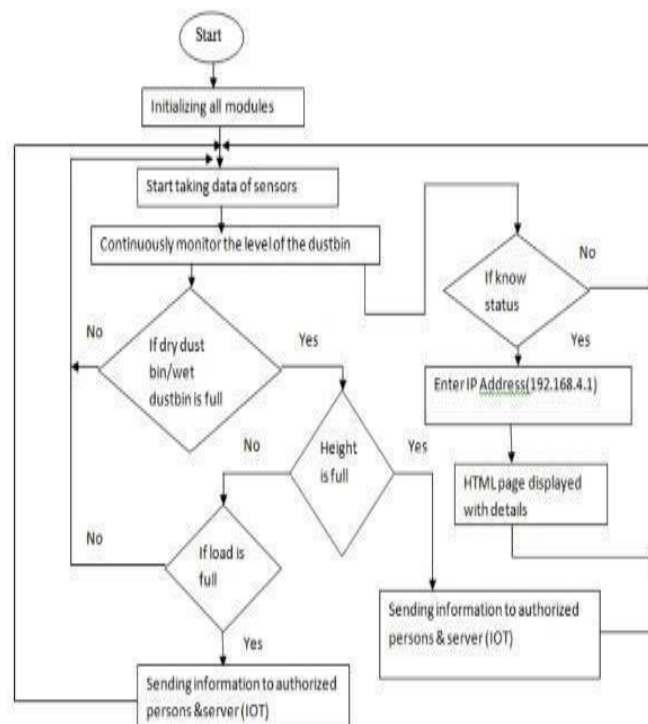 Start
Initializing all modules
Start taking data of sensors
Continuously monitor the level of the dustbin
If know
status
No
Yes
If dry dust
bin/wet
dustbin is full
No
Yes
Enter IP Address(192.168.4.1)
Height
is full
No
Yes
HTML page displayed
with details
If load is
full
No
Yes
Sending information to authorized
persons & server (IOT)
Sending information to authorized
persons &server (IOT)